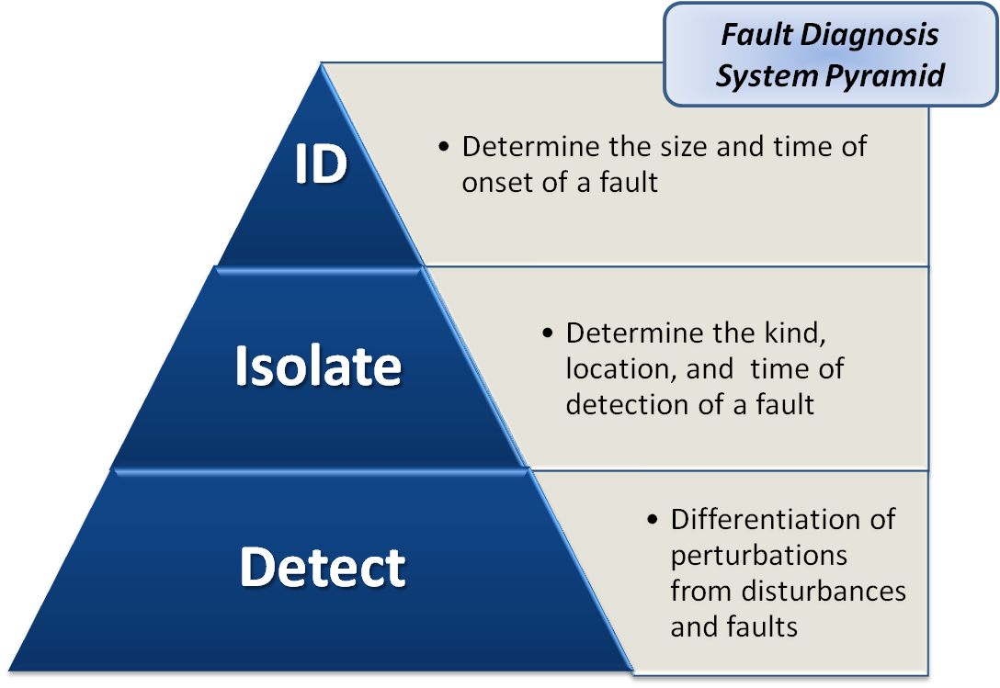 Fault Diagnosis
System Pyramid
ID
• Determine the size and time of
onset of a fault
Isolate
• Determine the kind,
location, and  time of
detection of a fault
Detect
• Differentiation of
perturbations
from disturbances
and faults